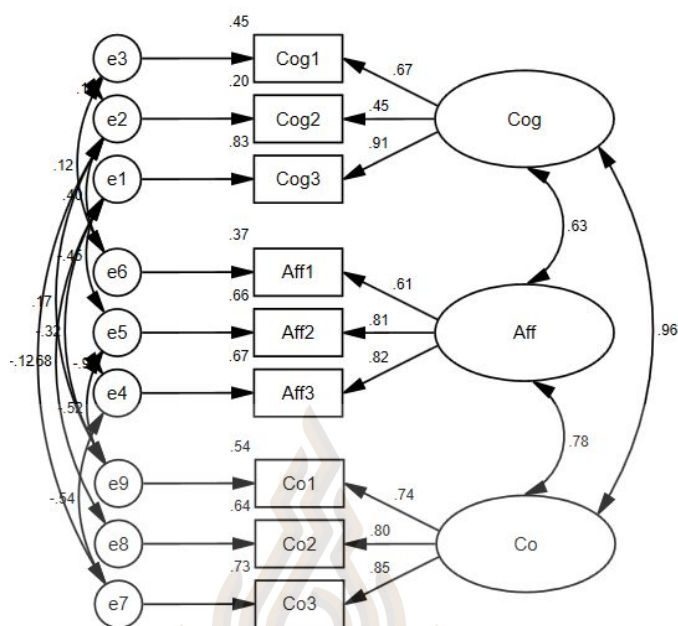 .45
e3
Cog1
.67
.20
e2
Cog2
.45
Cog
.83
.91
.12
e1
Cog3
.40
-.45
.63
.37
e6
Aff1
.61
.17
.66
-.32
e5
Aff2
.81
Aff
.96
-.12
.67
.82
e4
Aff3
-.52
.78
.54
-.54
e9
Co1
.74
.64
e8
Co2
.80
Co
.73
.85
e7
Co3